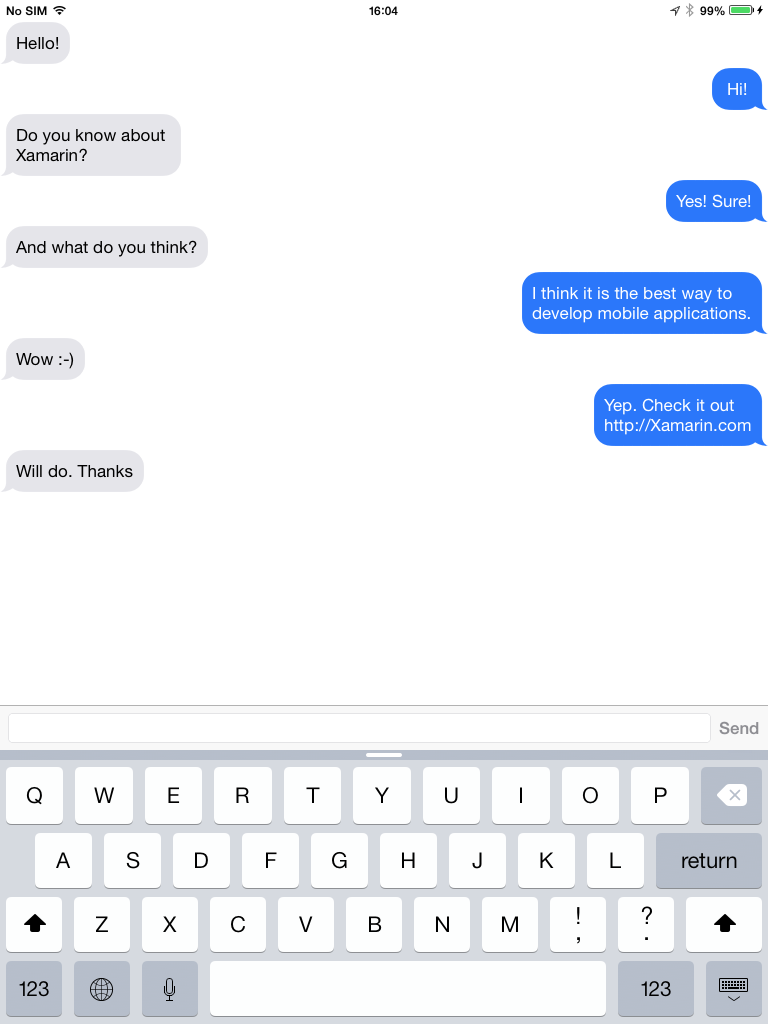 No SIM 16:04 99%
Hello!
Hi!
Do you know about
Xamarin?
Yes! Sure!
And what do you think?
I think it is the best way to
develop mobile applications.
Wow :-)
Yep. Check it out
http://Xamarin.com
Will do. Thanks
Send
Q W E R T Y U I O P
A S D F G H J K L return
Z X C V B N M ! , ? .
123 123